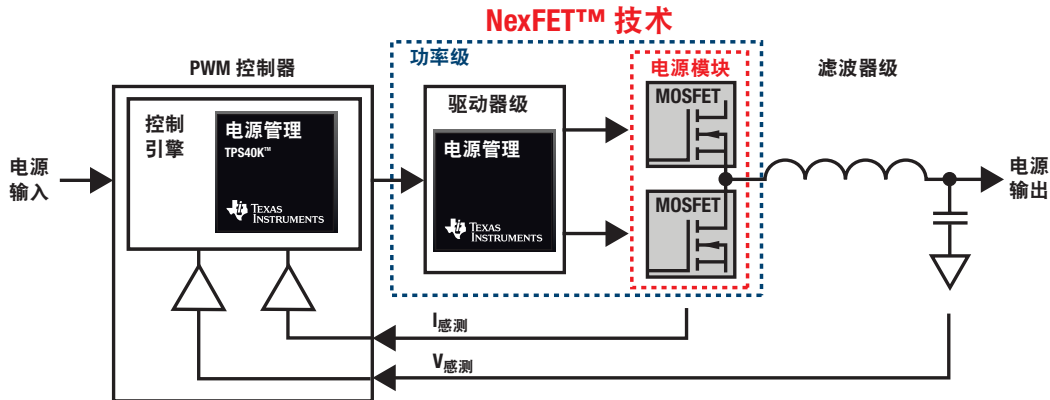 NexFET™ 技术
功率级
PWM 控制器
电源模块
滤波器级
驱动器级
MOSFET
控制
引擎
电源管理
TPS40K™
电源管理
电源
输入
电源
输出
MOSFET
TEXAS
INSTRUMENTS
TEXAS
INSTRUMENTS
I感测
V感测